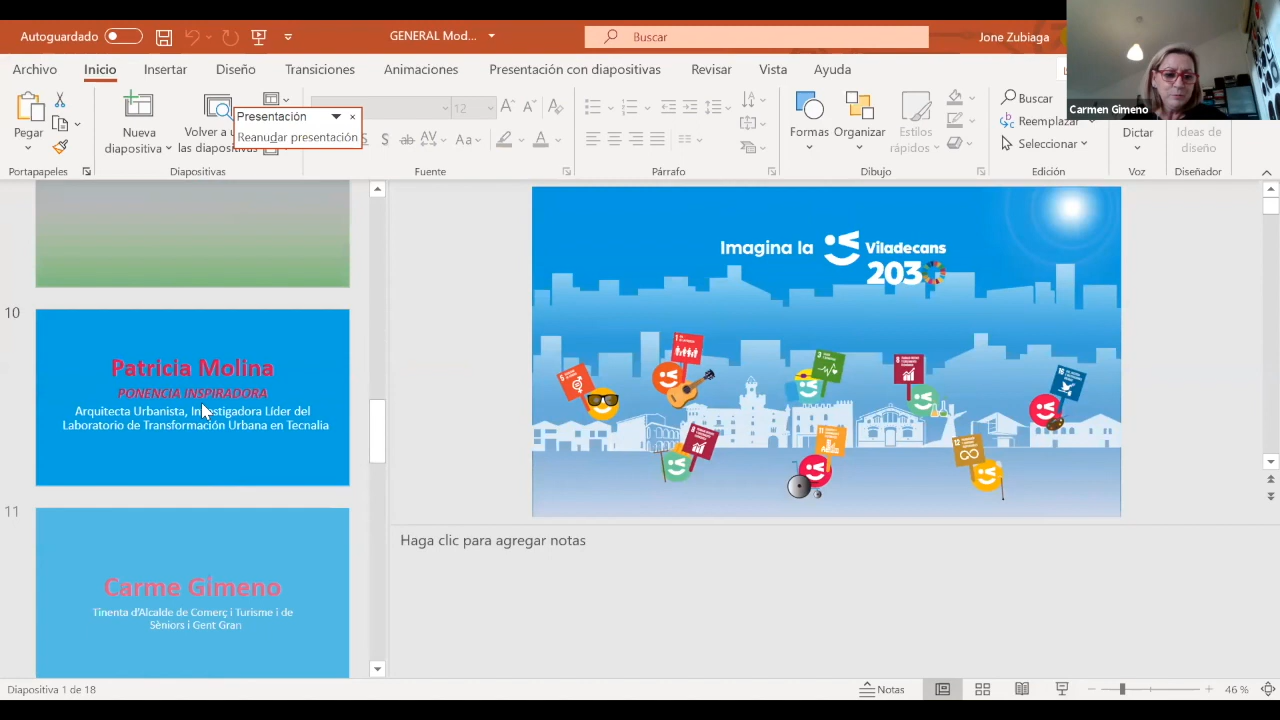 Autoguardado
GENERAL Mod...
Buscar
Jone Zubiaga
Archivo Inicio Insertar Diseño Transiciones Animaciones Presentación con diapositivas Revisar Vista Ayuda
Pegar
Nueva diapositiva
Volver a u
las diapositivas
Presentación
Reanudar presentación
12
Formas
Organizar
Estilos rápidos
Buscar
Reemplazar
Seleccionar
Dictar
Ideas de diseño
Portapapeles
Diapositivas
Fuente
Párrafo
Dibujo
Edición
Voz
Diseñador
Carmen Gimeno
10
Patricia Molina
PONENCIA INSPIRADORA
Arquitecta Urbanista, Investigadora Líder del
Laboratorio de Transformación Urbana en Tecnalia
11
Carme Gimeno
Tinenta d'Alcalde de Comerç i Turisme i de
Sèniors i Gent Gran
Imagina la Viladecans
2030
Haga clic para agregar notas
Diapositiva 1 de 18
Notas
46 %